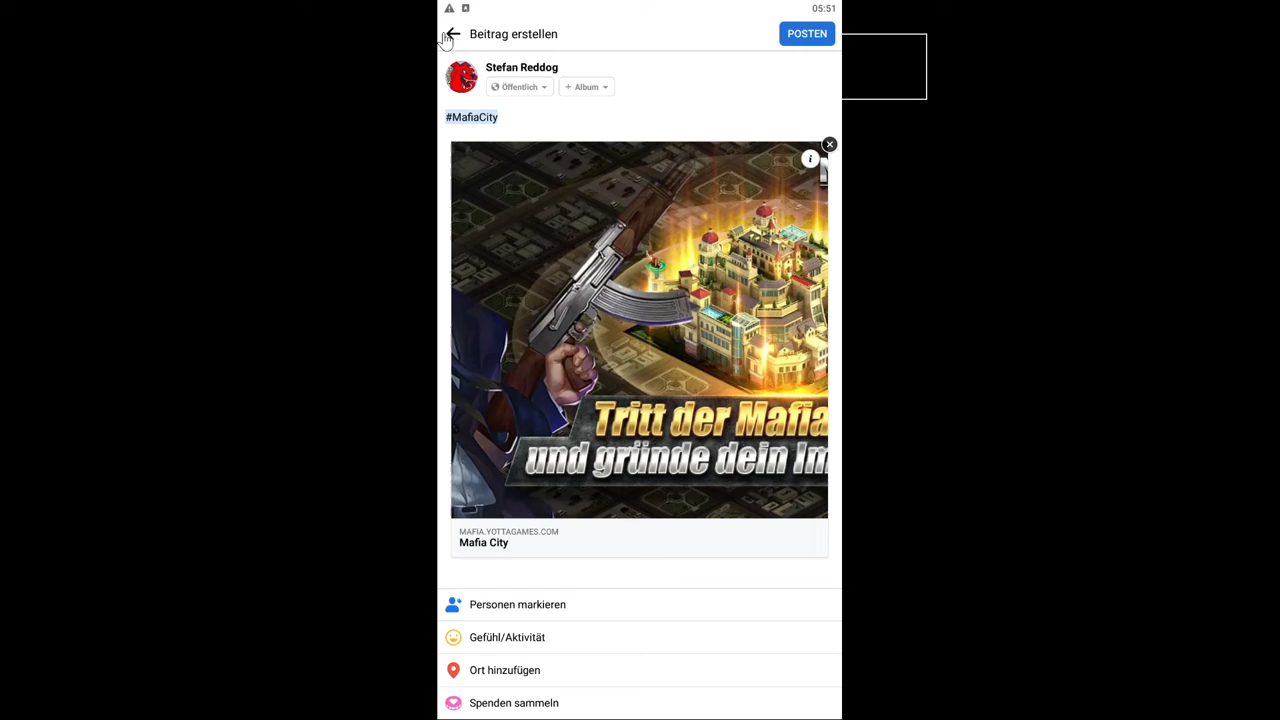 05:51
Beitrag erstellen
POSTEN
Stefan Reddog
Öffentlich
+ Album
#MafiaCity
i
Tritt der Mafia
und gründe dein Im
MAFIA.YOTTAGAMES.COM
Mafia City
Personen markieren
Gefühl/Aktivität
Ort hinzufügen
Spenden sammeln